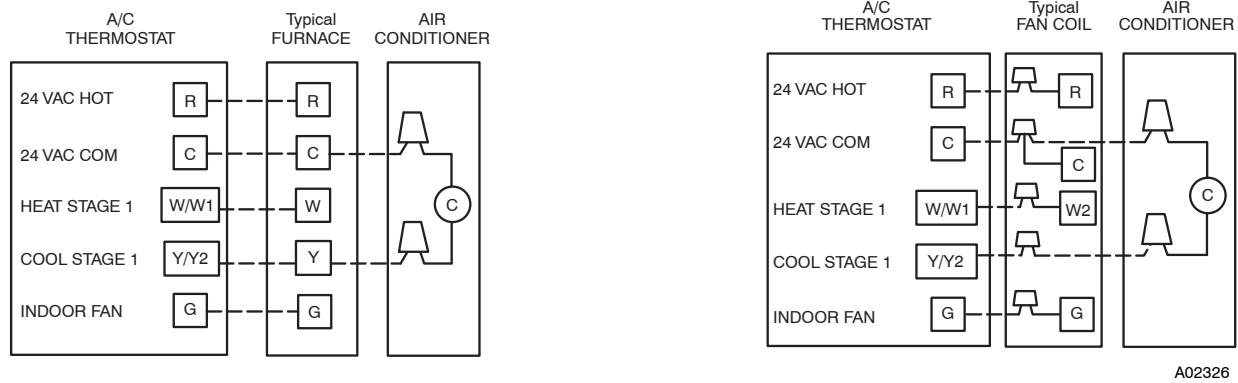 A/C
THERMOSTAT
Typical
FURNACE
AIR
CONDITIONER
24 VAC HOT
R
R
24 VAC COM
C
C
HEAT STAGE 1
W/W1
W
C
COOL STAGE 1
Y/Y2
Y
INDOOR FAN
G
G
A/C
THERMOSTAT
Typical
FAN COIL
AIR
CONDITIONER
24 VAC HOT
R
R
24 VAC COM
C
C
HEAT STAGE 1
W/W1
W2
C
COOL STAGE 1
Y/Y2
INDOOR FAN
G
G
A02326